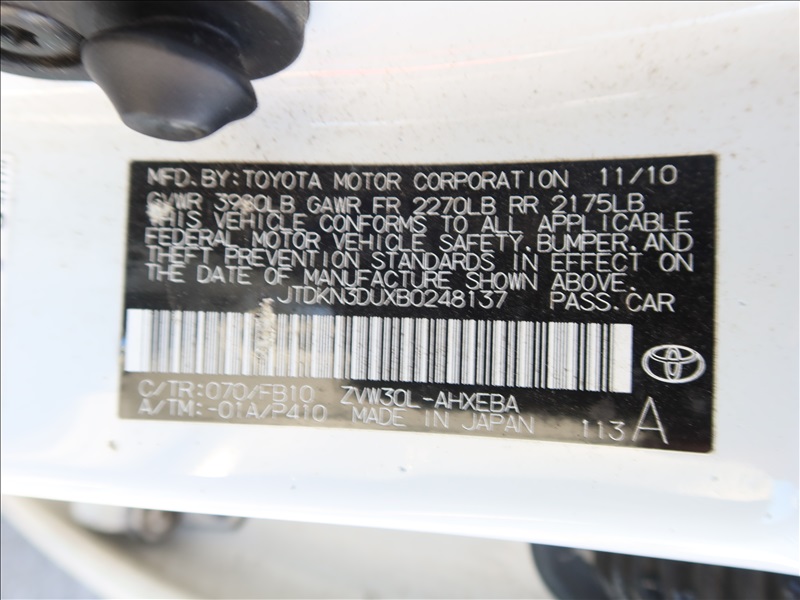 MFD. BY: TOYOTA MOTOR CORPORATION 11/10
GVWR 3980LB GAWR FR 2270LB RR 2175LB
THIS VEHICLE CONFORMS TO ALL APPLICABLE
FEDERAL MOTOR VEHICLE SAFETY, BUMPER, AND
THEFT PREVENTION STANDARDS IN EFFECT ON
THE DATE OF MANUFACTURE SHOWN ABOVE.
JTDKN3DUXB0248137 PASS. CAR
C/TR: 070/FB10 ZVW30L-AHXEBA
A/TM: -01A/P410 MADE IN JAPAN 113 A